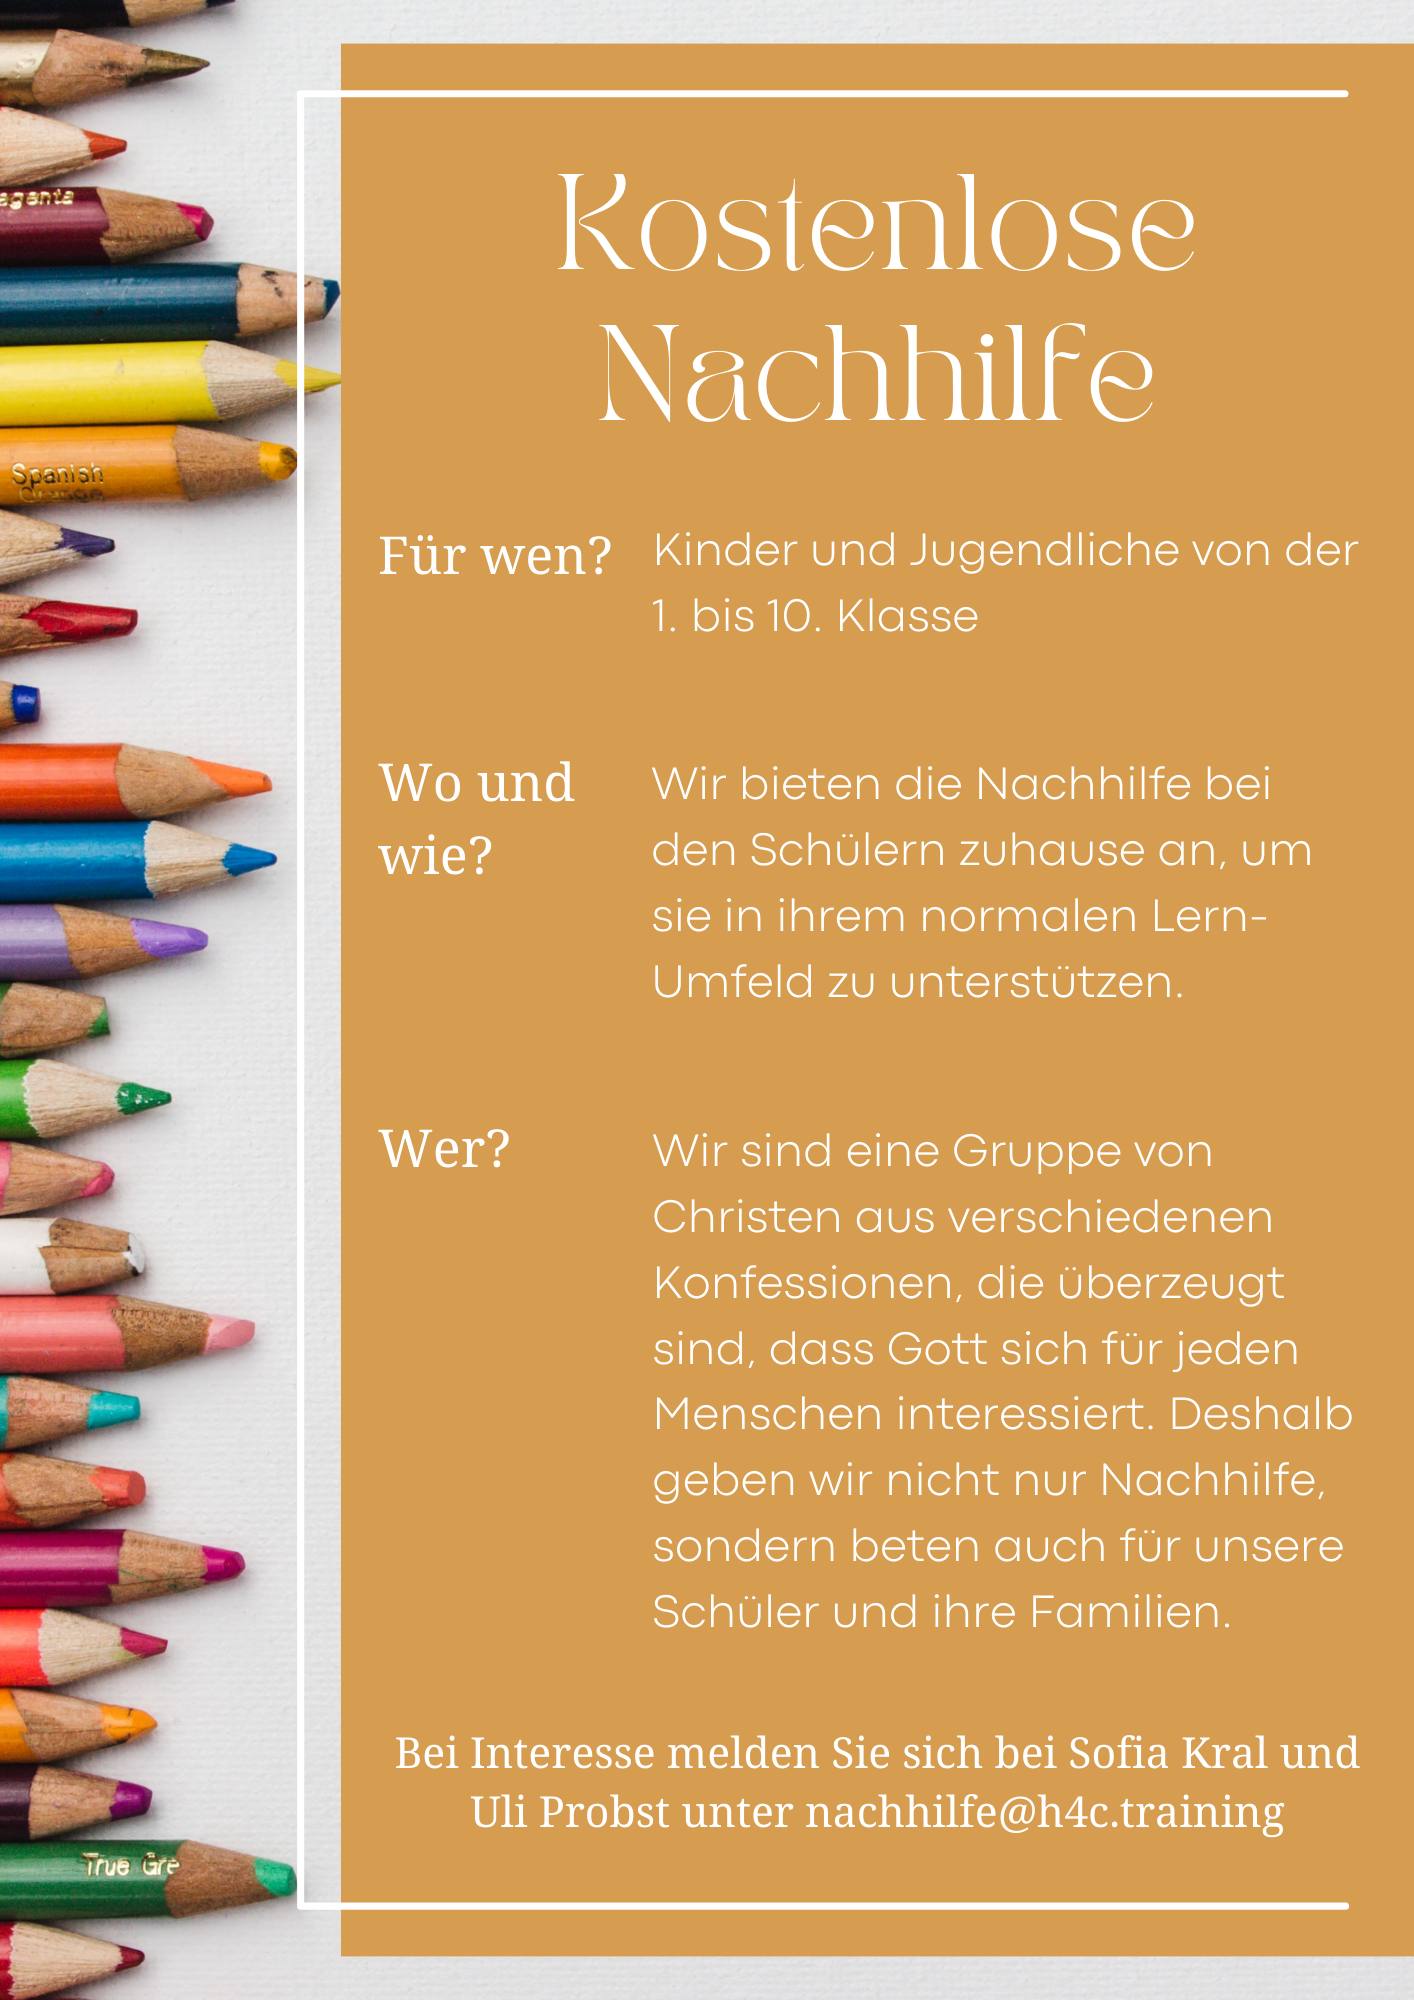 Kostenlose
Nachhilfe
Für wen?
Kinder und Jugendliche von der
1. bis 10. Klasse
Wo und
wie?
Wir bieten die Nachhilfe bei
den Schülern zuhause an, um
sie in ihrem normalen Lern-
Umfeld zu unterstützen.
Wer?
Wir sind eine Gruppe von
Christen aus verschiedenen
Konfessionen, die überzeugt
sind, dass Gott sich für jeden
Menschen interessiert. Deshalb
geben wir nicht nur Nachhilfe,
sondern beten auch für unsere
Schüler und ihre Familien.
Bei Interesse melden Sie sich bei Sofia Kral und
Uli Probst unter nachhilfe@h4c.training
agenta
Spanish
Orange
True Gre